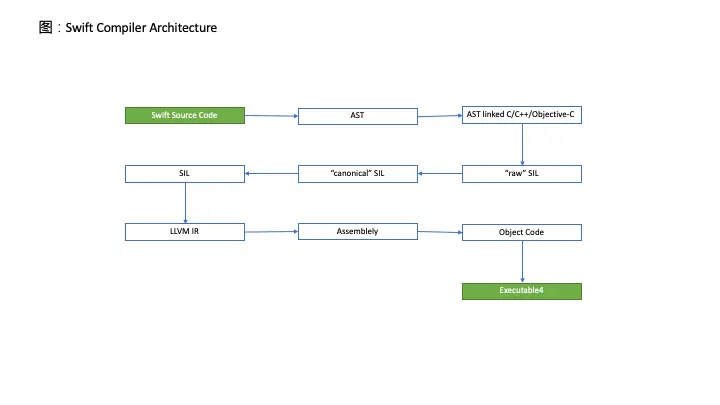 图：Swift Compiler Architecture
Swift Source Code
AST
AST linked C/C++/Objective-C
"raw" SIL
"canonical" SIL
SIL
LLVM IR
Assemblely
Object Code
Executable4